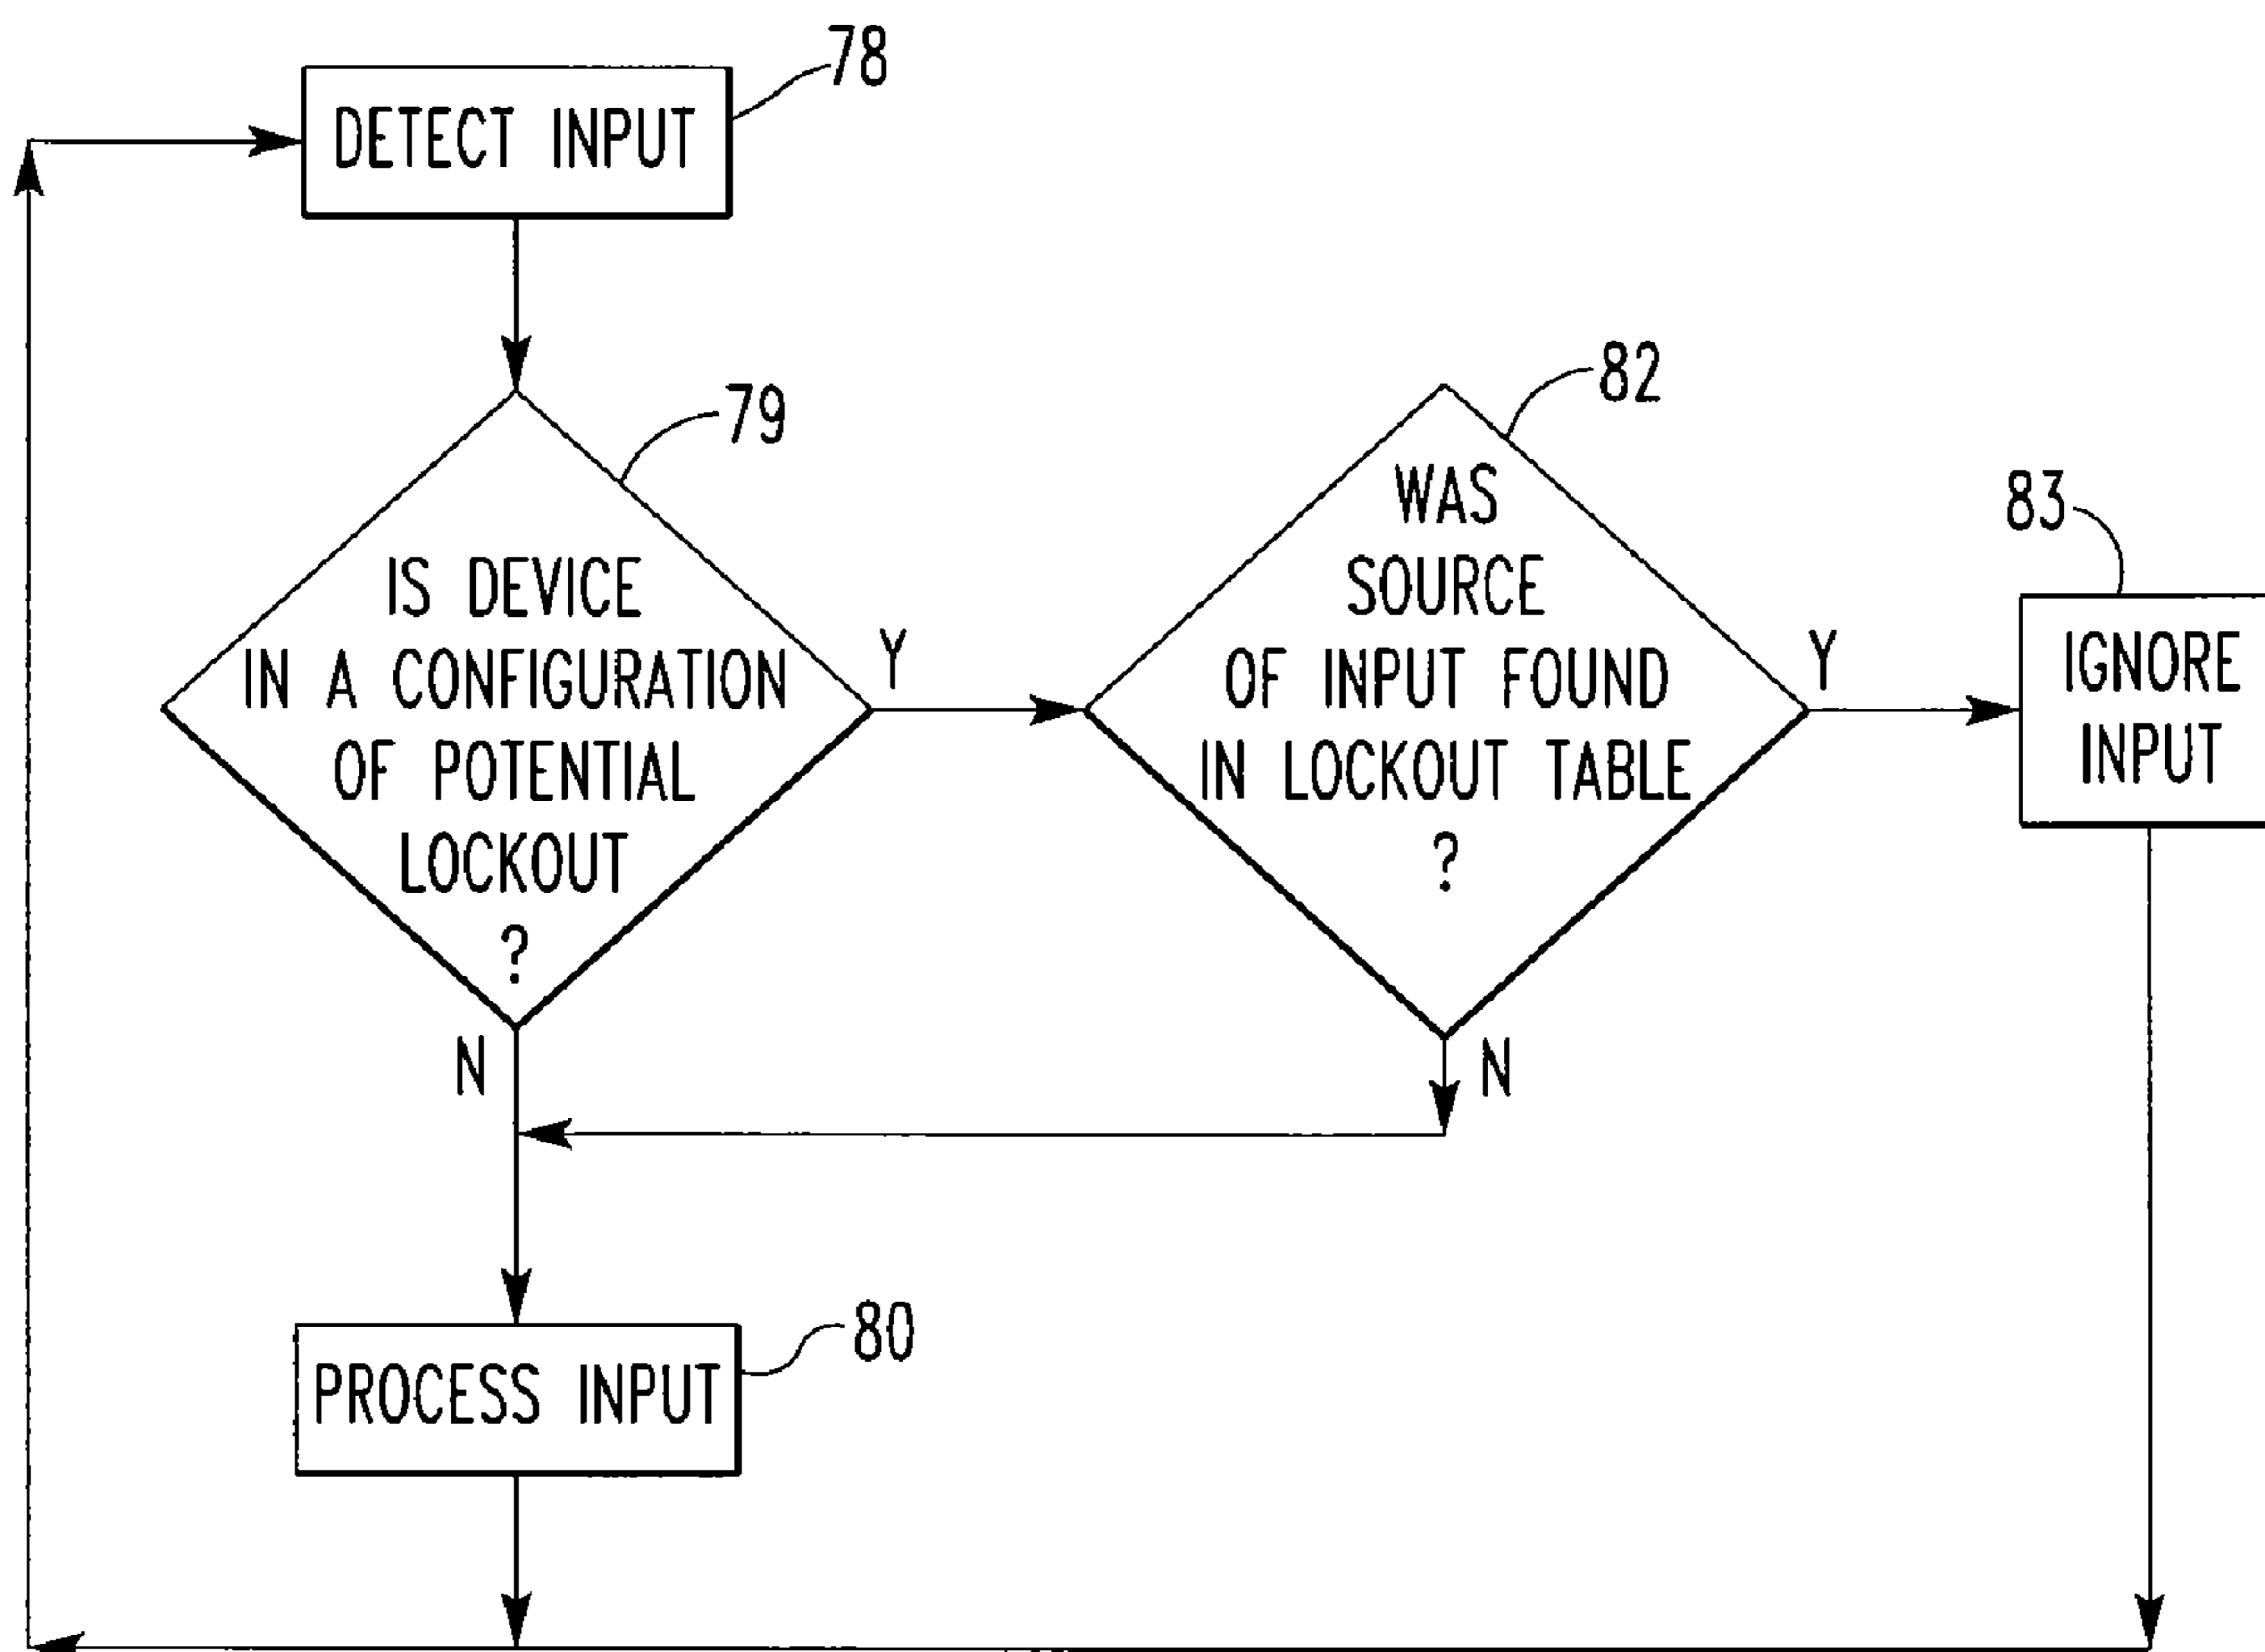 78
DETECT INPUT
79
IS DEVICE
IN A CONFIGURATION
OF POTENTIAL
LOCKOUT
?
Y
N
82
WAS
SOURCE
OF INPUT FOUND
IN LOCKOUT TABLE
?
Y
N
83
IGNORE
INPUT
80
PROCESS INPUT